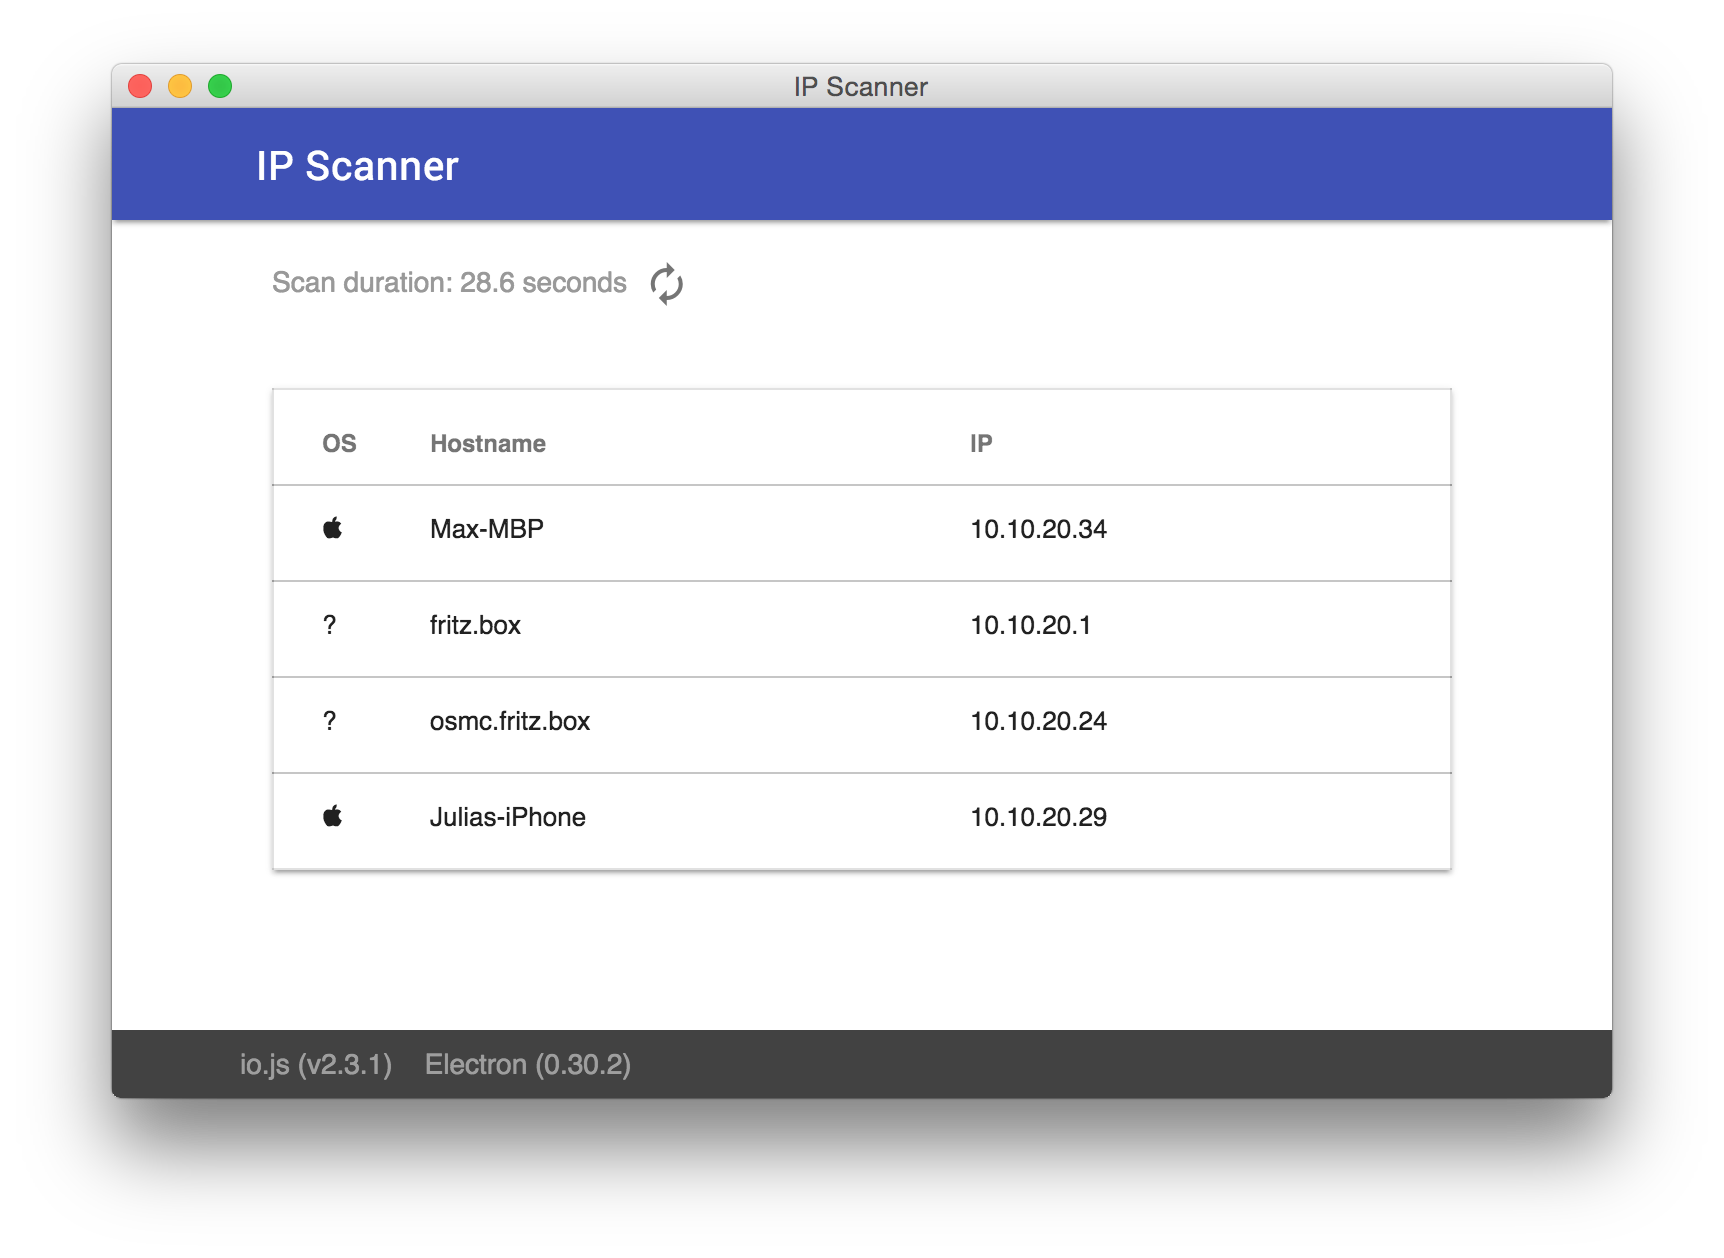 IP Scanner
IP Scanner
Scan duration: 28.6 seconds
OS Hostname IP
Max-MBP 10.10.20.34
? fritz.box 10.10.20.1
? osmc.fritz.box 10.10.20.24
Julias-iPhone 10.10.20.29
io.js (v2.3.1) Electron (0.30.2)